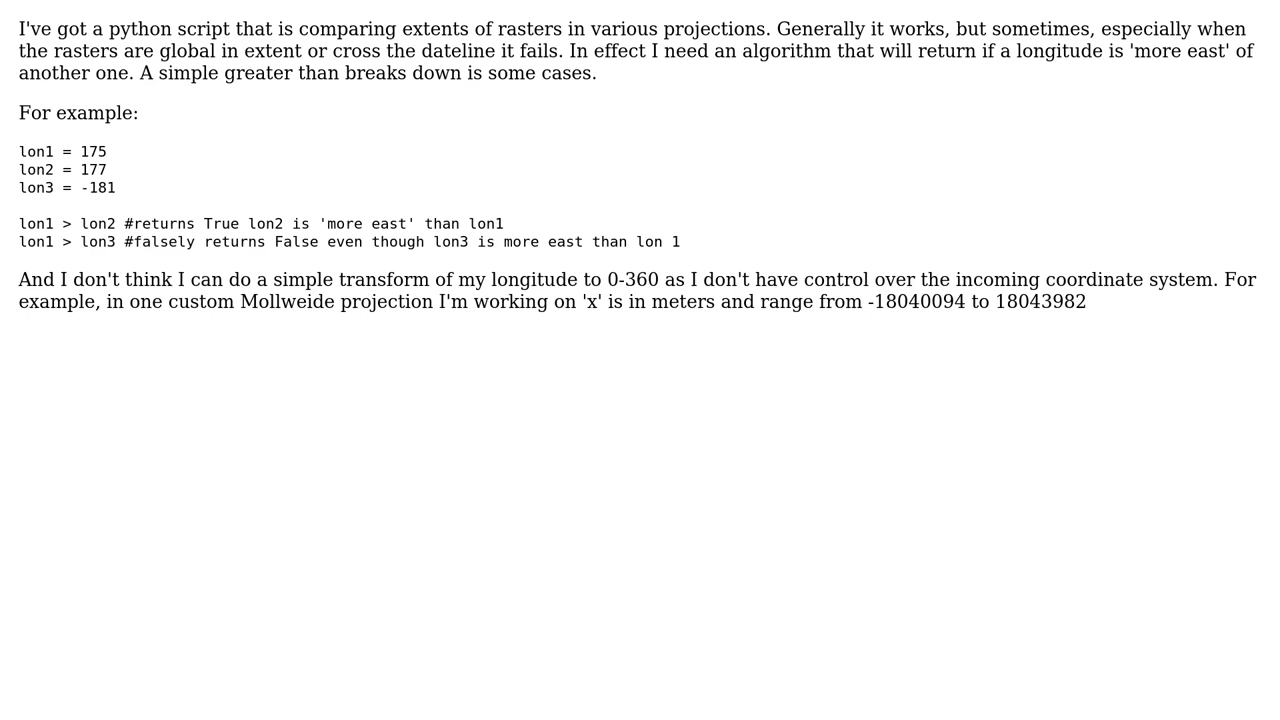 I've got a python script that is comparing extents of rasters in various projections. Generally it works, but sometimes, especially when
the rasters are global in extent or cross the dateline it fails. In effect I need an algorithm that will return if a longitude is 'more east' of
another one. A simple greater than breaks down is some cases.
For example:
lon1 = 175
lon2 = 177
lon3 = -181
lon1 > lon2 #returns True lon2 is 'more east' than lon1
lon1 > lon3 #falsely returns False even though lon3 is more east than lon 1
And I don't think I can do a simple transform of my longitude to 0-360 as I don't have control over the incoming coordinate system. For
example, in one custom Mollweide projection I'm working on 'x' is in meters and range from -18040094 to 18043982